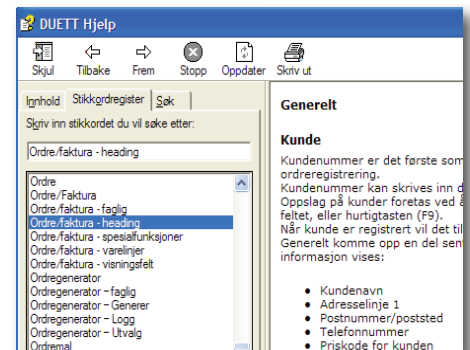 DUETT Hjelp
Skjul Tilbake Frem Stopp Oppdater Skriv ut
Innhold Stikkordregister Søk
Skriv inn stikkordet du vil søke etter:
Ordre/faktura - heading
Ordre
Ordre/Faktura
Ordre/faktura - faglig
Ordre/faktura - heading
Ordre/faktura - spesialfunksjoner
Ordre/faktura - varelinjer
Ordre/faktura - visningsfelt
Ordregenerator
Ordregenerator – faglig
Ordregenerator – Generer
Ordregenerator – Logg
Ordregenerator – Utvalg
Ordremal
Generelt
Kunde
Kundenummer er det første som
ordreregistrering.
Kundenummer kan skrives inn d
Oppslag på kunder foretas ved å
feltet, eller hurtigtasten (F9).
Når kunde er registrert vil det til
Generelt komme opp en del sen
informasjon vises:
• Kundenavn
• Adresselinje 1
• Postnummer/poststed
• Telefonnummer
• Priskode for kunden